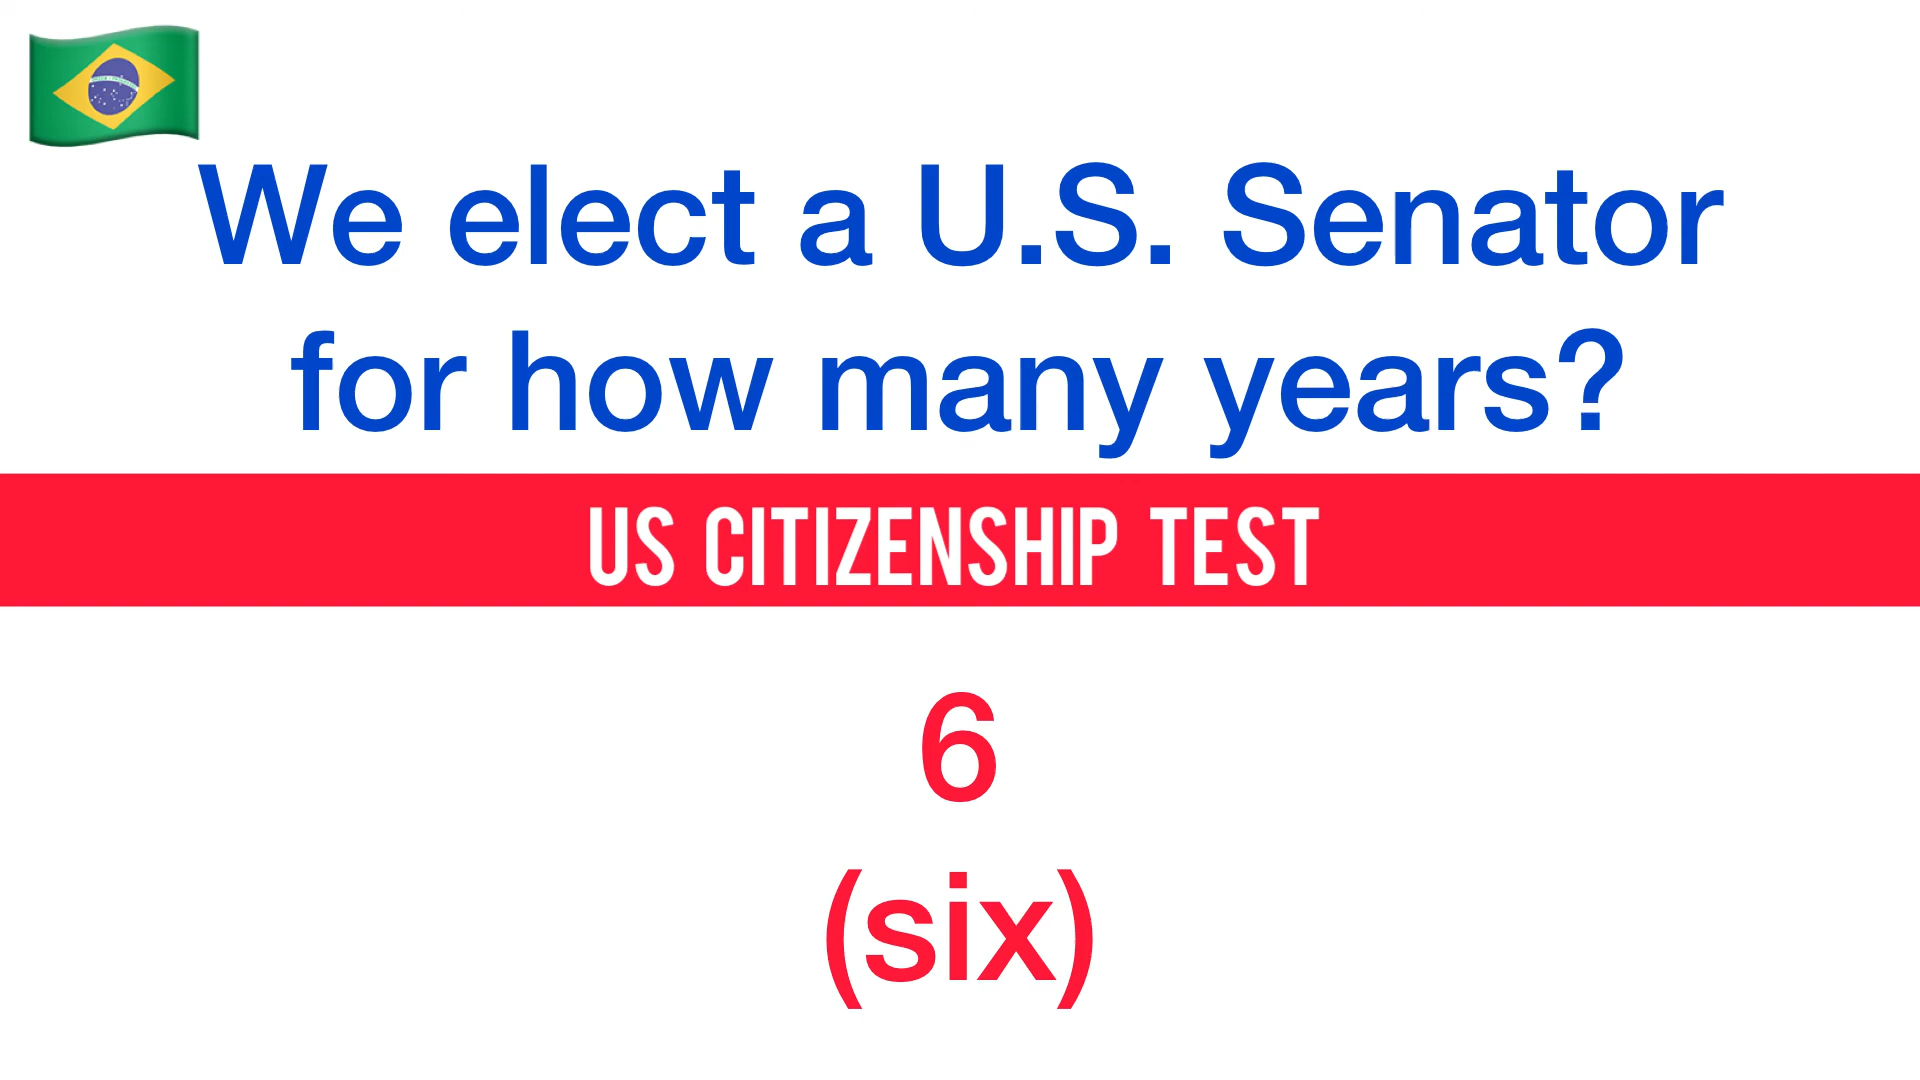 We elect a U.S. Senator
for how many years?
US CITIZENSHIP TEST
6
(six)